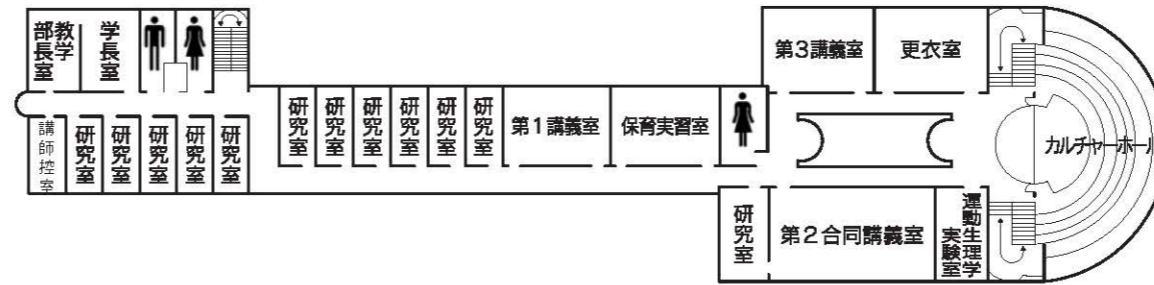 教学
部長室
学長室
講師控室
研究室
研究室
研究室
研究室
研究室
研究室
研究室
研究室
研究室
研究室
研究室
第1講義室
保育実習室
第3講義室
更衣室
カルチャーホール
研究室
第2合同講義室
運動生理学
実験室